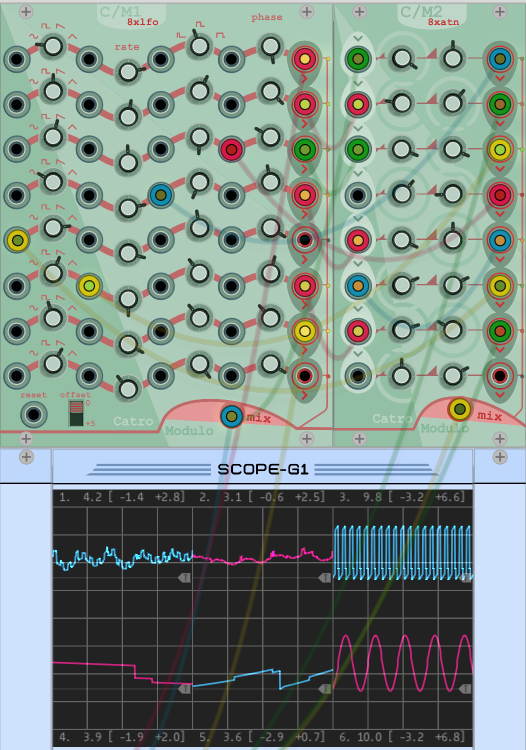 C/M1
8xlfo
phase
rate
C/M2
8xatn
reset
offset
0
+5
Catro
Modulo
mix
Catro
Modulo
mix
SCOPE-G1
1. 4.2 [ -1.4 +2.8] 2. 3.1 [ -0.6 +2.5] 3. 9.8 [ -3.2 +6.6]
T T T
T T T
4. 3.9 [ -1.9 +2.0] 5. 3.6 [ -2.9 +0.7] 6. 10.0 [ -3.2 +6.8]